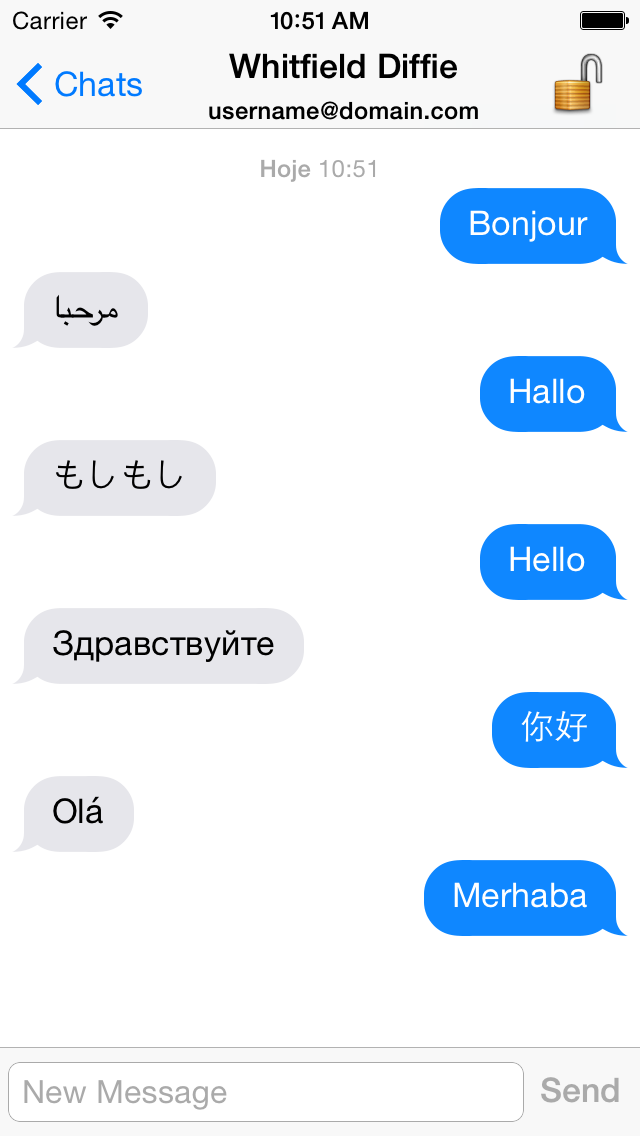 Carrier 10:51 AM
Chats
Whitfield Diffie
username@domain.com
Hoje 10:51
Bonjour
مرحبا
Hallo
もしもし
Hello
Здравствуйте
你好
Olá
Merhaba
New Message
Send